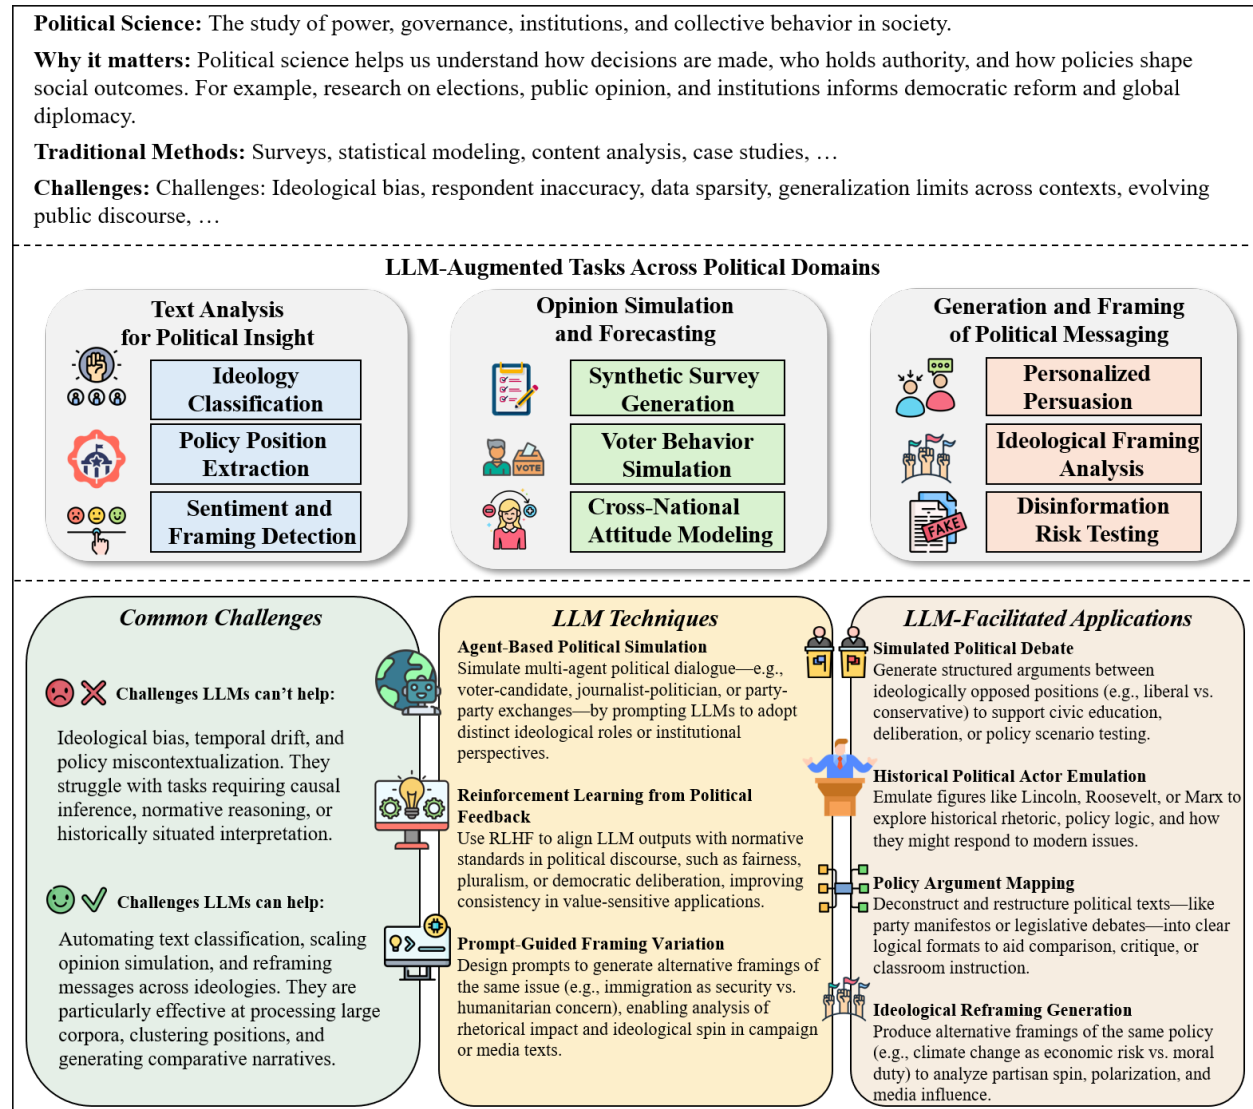 Political Science: The study of power, governance, institutions, and collective behavior in society.
Why it matters: Political science helps us understand how decisions are made, who holds authority, and how policies shape
social outcomes. For example, research on elections, public opinion, and institutions informs democratic reform and global
diplomacy.
Traditional Methods: Surveys, statistical modeling, content analysis, case studies, …
Challenges: Challenges: Ideological bias, respondent inaccuracy, data sparsity, generalization limits across contexts, evolving
public discourse, …
LLM-Augmented Tasks Across Political Domains
Text Analysis
for Political Insight
Ideology
Classification
Policy Position
Extraction
Sentiment and
Framing Detection
Opinion Simulation
and Forecasting
Synthetic Survey
Generation
VOTE
Voter Behavior
Simulation
Cross-National
Attitude Modeling
Generation and Framing
of Political Messaging
Personalized
Persuasion
Ideological Framing
Analysis
FAKE
Disinformation
Risk Testing
Common Challenges
Challenges LLMs can't help:
Ideological bias, temporal drift, and
policy miscontextualization. They
struggle with tasks requiring causal
inference, normative reasoning, or
historically situated interpretation.
Challenges LLMs can help:
Automating text classification, scaling
opinion simulation, and reframing
messages across ideologies. They are
particularly effective at processing large
corpora, clustering positions, and
generating comparative narratives.
LLM Techniques
Agent-Based Political Simulation
Simulate multi-agent political dialogue—e.g.,
voter-candidate, journalist-politician, or party-
party exchanges—by prompting LLMs to adopt
distinct ideological roles or institutional
perspectives.
Reinforcement Learning from Political
Feedback
Use RLHF to align LLM outputs with normative
standards in political discourse, such as fairness,
pluralism, or democratic deliberation, improving
consistency in value-sensitive applications.
Prompt-Guided Framing Variation
Design prompts to generate alternative framings of
the same issue (e.g., immigration as security vs.
humanitarian concern), enabling analysis of
rhetorical impact and ideological spin in campaign
or media texts.
LLM-Facilitated Applications
Simulated Political Debate
Generate structured arguments between
ideologically opposed positions (e.g., liberal vs.
conservative) to support civic education,
deliberation, or policy scenario testing.
Historical Political Actor Emulation
Emulate figures like Lincoln, Roosevelt, or Marx to
explore historical rhetoric, policy logic, and how
they might respond to modern issues.
Policy Argument Mapping
Deconstruct and restructure political texts—like
party manifestos or legislative debates—into clear
logical formats to aid comparison, critique, or
classroom instruction.
Ideological Reframing Generation
Produce alternative framings of the same policy
(e.g., climate change as economic risk vs. moral
duty) to analyze partisan spin, polarization, and
media influence.